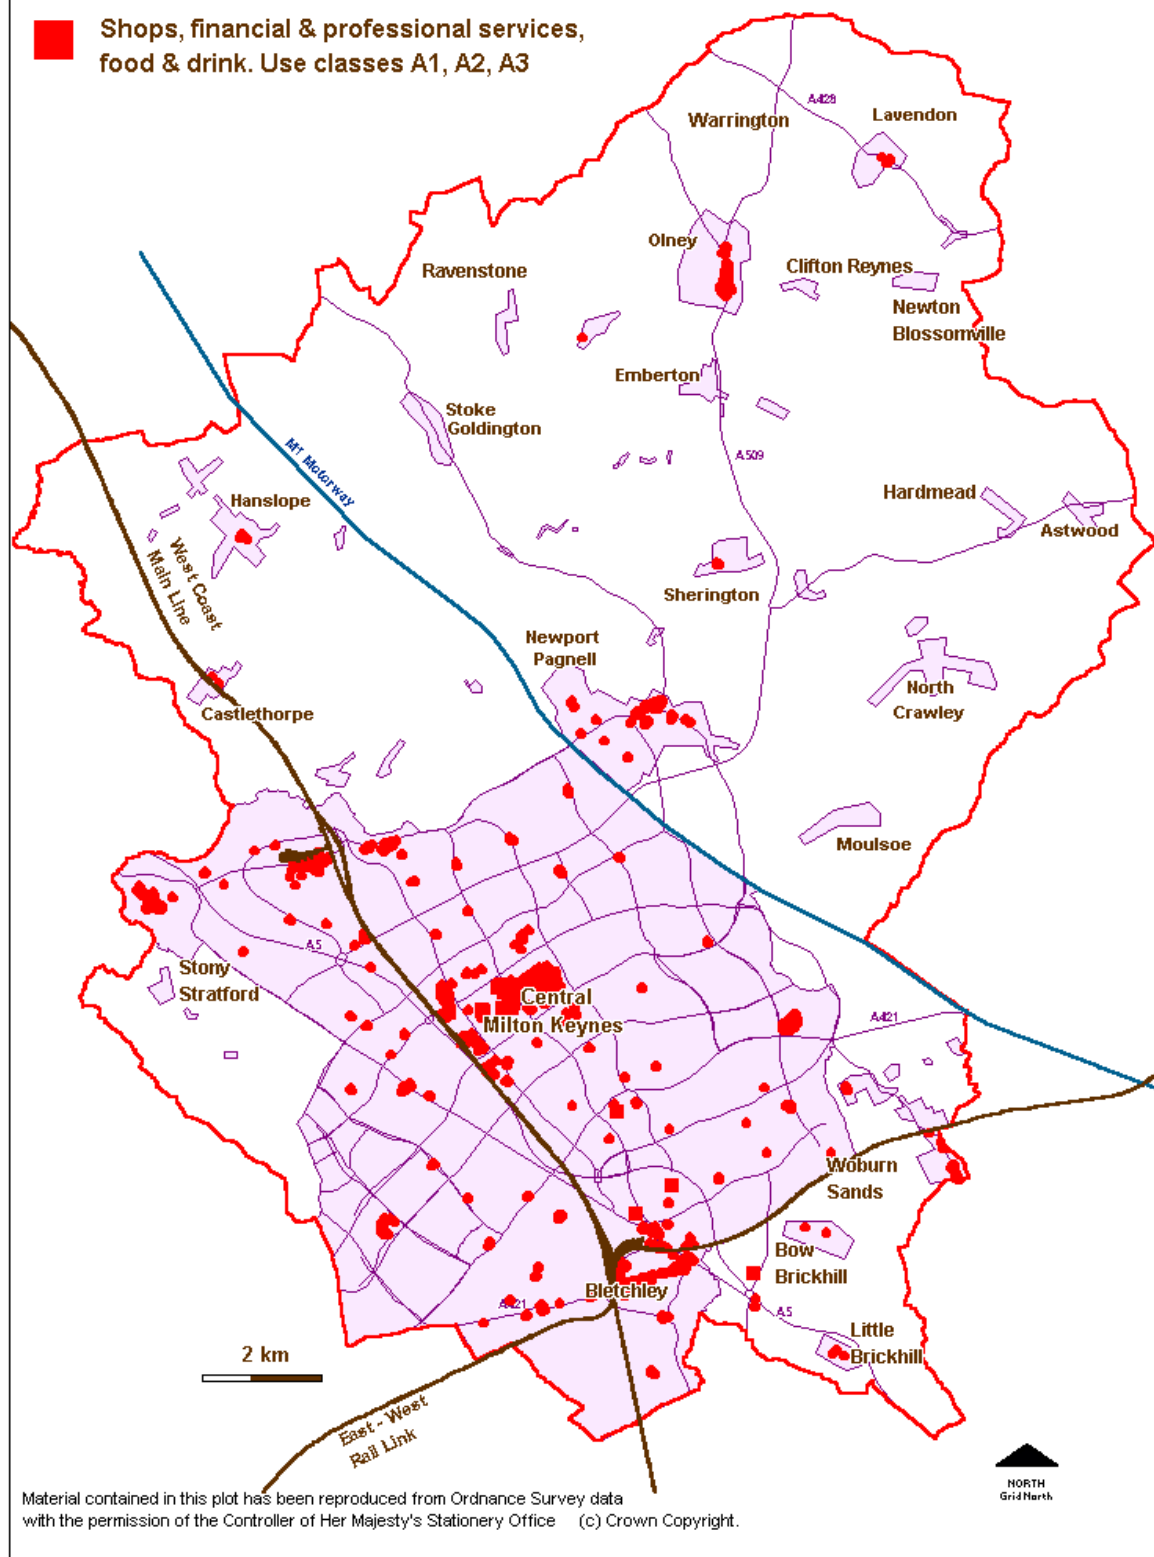 Shops, financial & professional services,
food & drink. Use classes A1, A2, A3
A428
Lavendon
Warrington
Olney
Clifton Reynes
Ravenstone
Newton
Blossomville
Emberton
Stoke
Goldington
M1 Motorway
A509
Hardmead
Hanslope
Astwood
West Coast
Main Line
Sherington
Newport
Pagnell
North
Crawley
Castlethorpe
Moulsoe
A5
Stony
Stratford
Central
Milton Keynes
A421
Woburn
Sands
Bow
Brickhill
Bletchley
A421
A5
Little
Brickhill
2 km
East - West
Rail Link
NORTH
Grid North
Material contained in this plot has been reproduced from Ordnance Survey data
with the permission of the Controller of Her Majesty's Stationery Office (c) Crown Copyright.